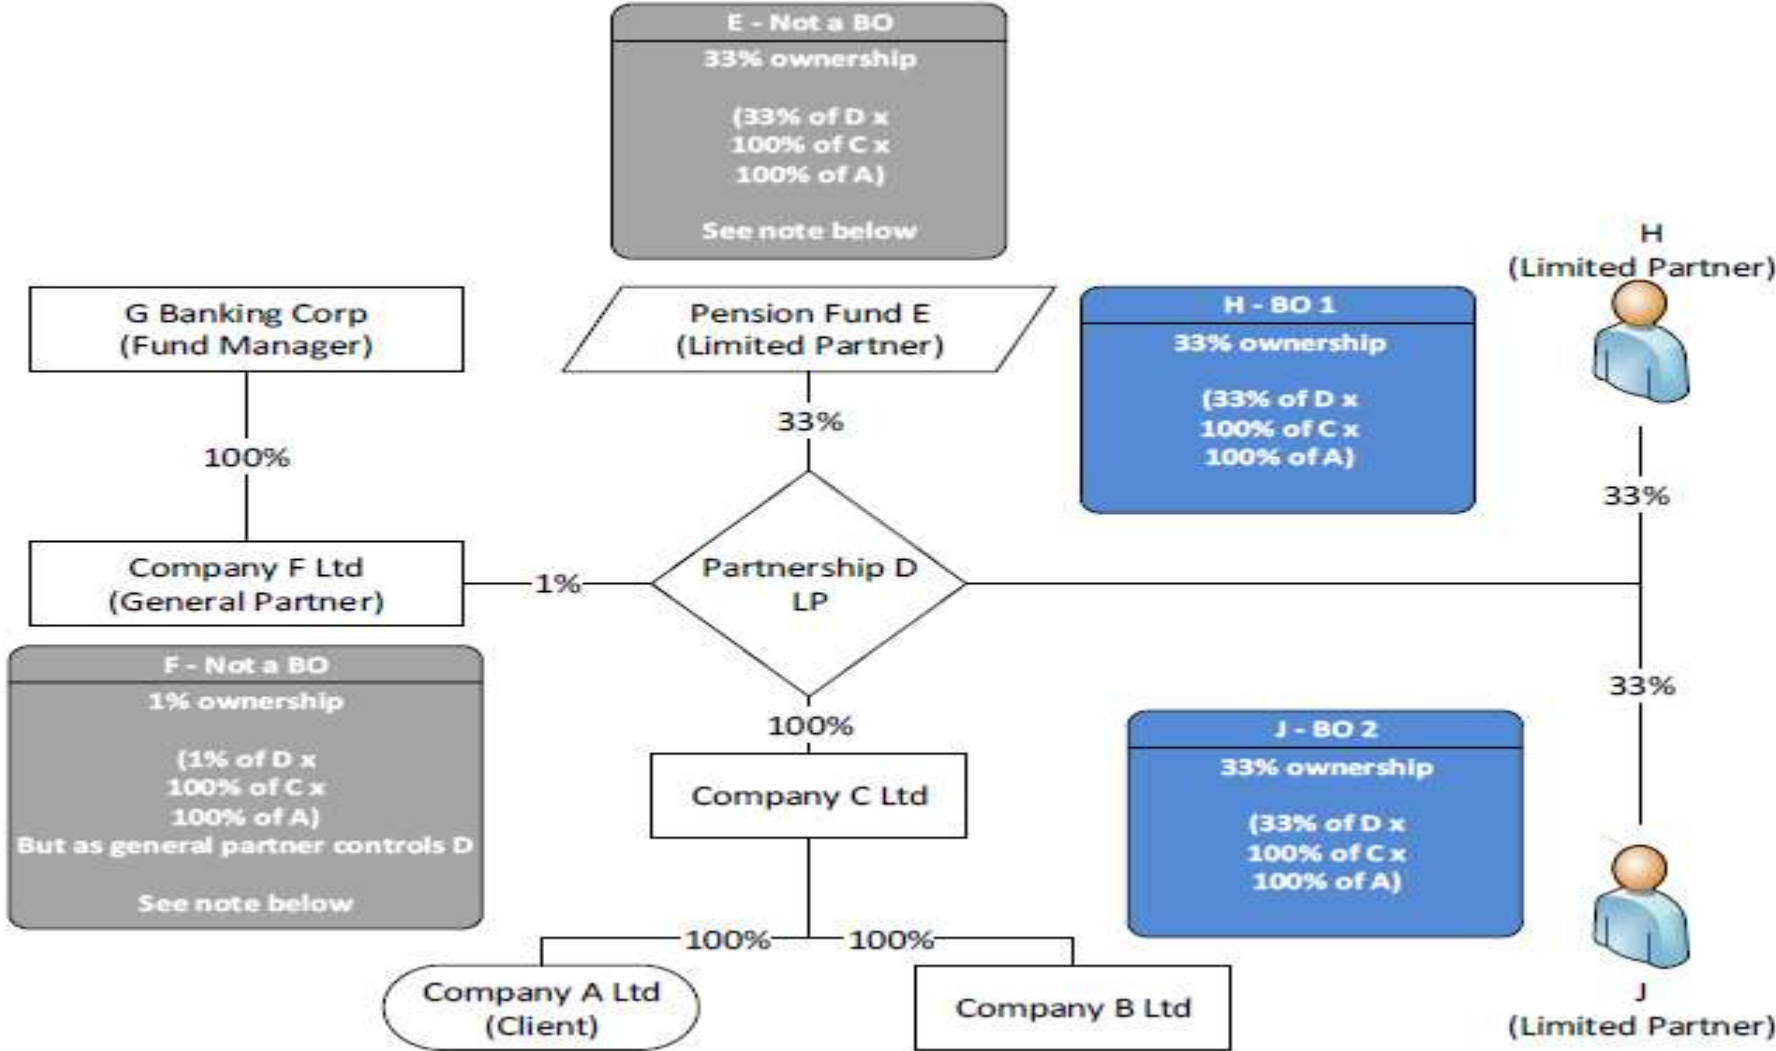 E - Not a BO
33% ownership
(33% of D x
100% of C x
100% of A)
See note below
H
(Limited Partner)
G Banking Corp
(Fund Manager)
Pension Fund E
(Limited Partner)
H - BO 1
33% ownership
(33% of D x
100% of C x
100% of A)
33%
100%
33%
Company F Ltd
(General Partner)
1%
Partnership D
LP
F - Not a BO
1% ownership
(1% of D x
100% of C x
100% of A)
But as general partner controls D
See note below
33%
100%
J - BO 2
33% ownership
(33% of D x
100% of C x
100% of A)
Company C Ltd
100%
100%
Company A Ltd
(Client)
Company B Ltd
J
(Limited Partner)